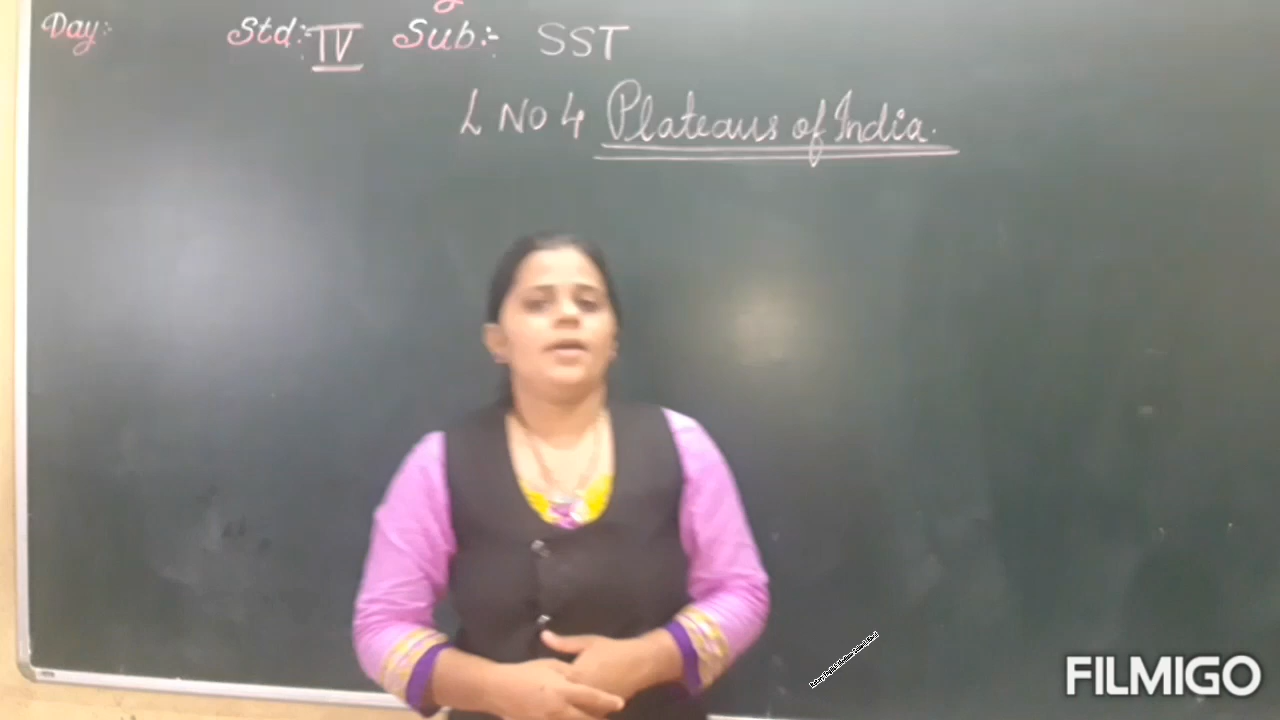 Day:
Std:- IV Sub:- SST
L NO 4 Plateaus of India.
FILMIGO